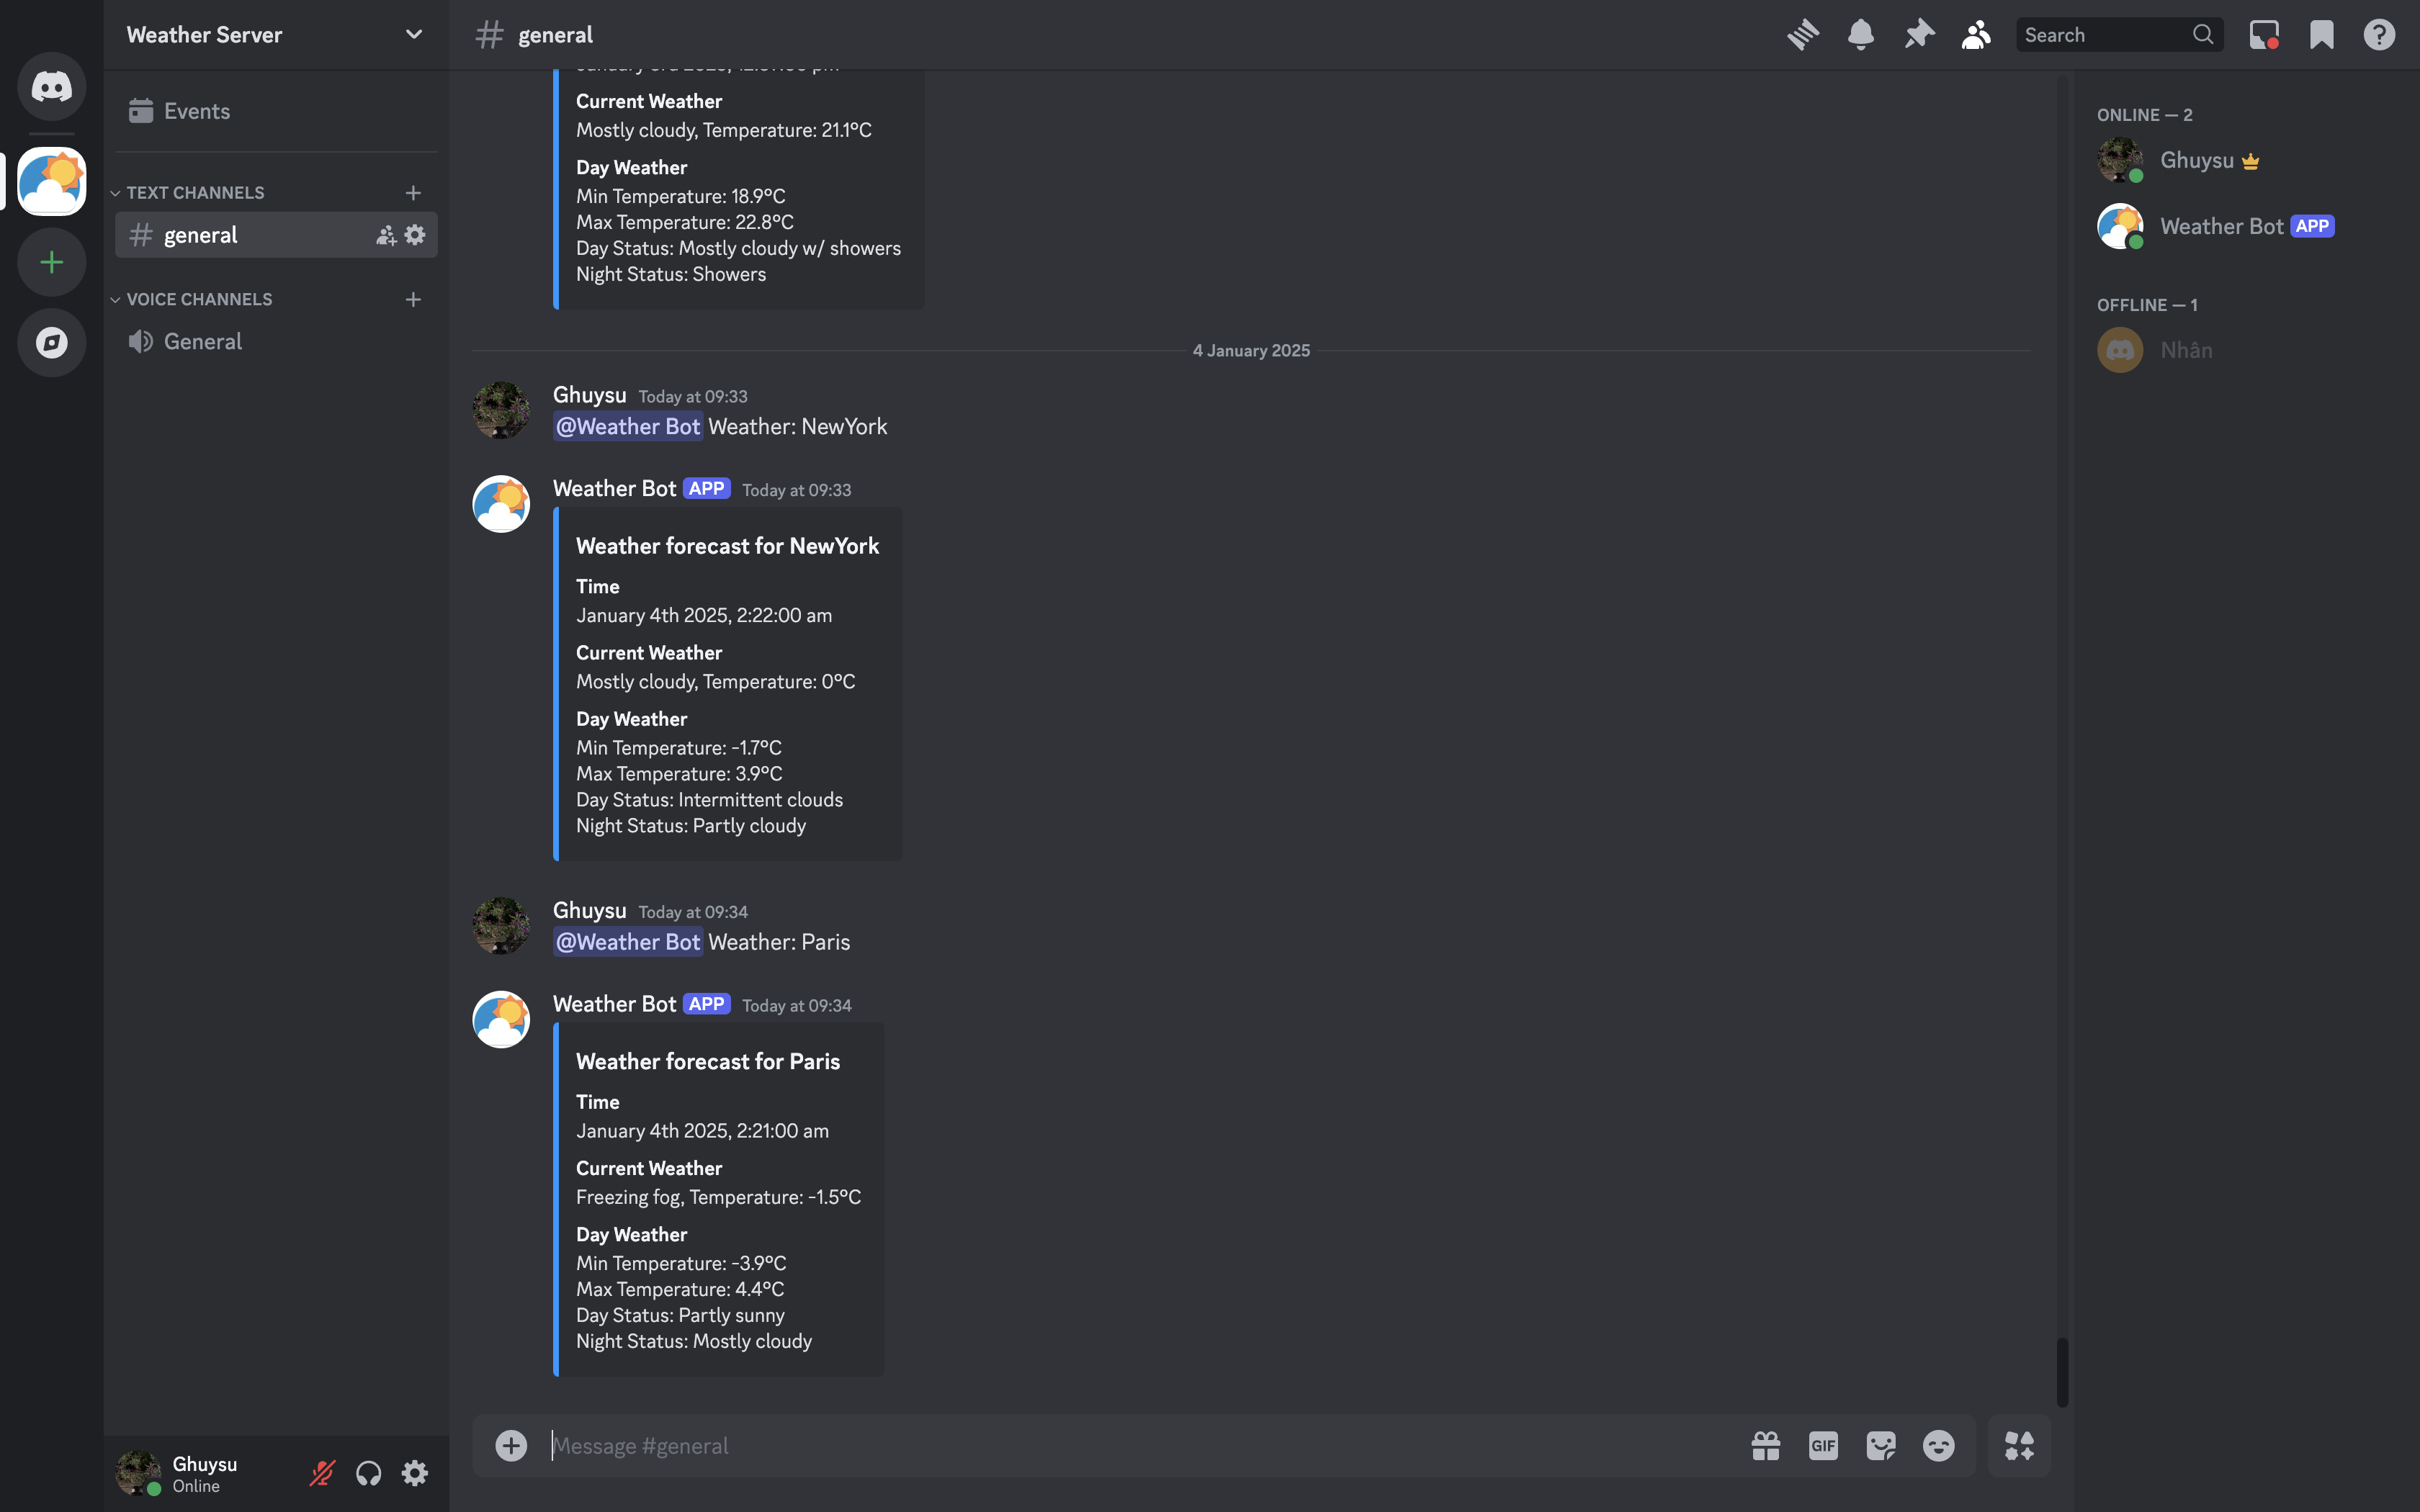 Weather Server
Events
TEXT CHANNELS
general
VOICE CHANNELS
General
Ghuysu
Online
general
Search
Current Weather
Mostly cloudy, Temperature: 21.1°C
Day Weather
Min Temperature: 18.9°C
Max Temperature: 22.8°C
Day Status: Mostly cloudy w/ showers
Night Status: Showers
4 January 2025
Ghuysu Today at 09:33
@Weather Bot Weather: NewYork
Weather Bot APP Today at 09:33
Weather forecast for NewYork
Time
January 4th 2025, 2:22:00 am
Current Weather
Mostly cloudy, Temperature: 0°C
Day Weather
Min Temperature: -1.7°C
Max Temperature: 3.9°C
Day Status: Intermittent clouds
Night Status: Partly cloudy
Ghuysu Today at 09:34
@Weather Bot Weather: Paris
Weather Bot APP Today at 09:34
Weather forecast for Paris
Time
January 4th 2025, 2:21:00 am
Current Weather
Freezing fog, Temperature: -1.5°C
Day Weather
Min Temperature: -3.9°C
Max Temperature: 4.4°C
Day Status: Partly sunny
Night Status: Mostly cloudy
Message #general
GIF
ONLINE — 2
Ghuysu
Weather Bot APP
OFFLINE — 1
Nhân